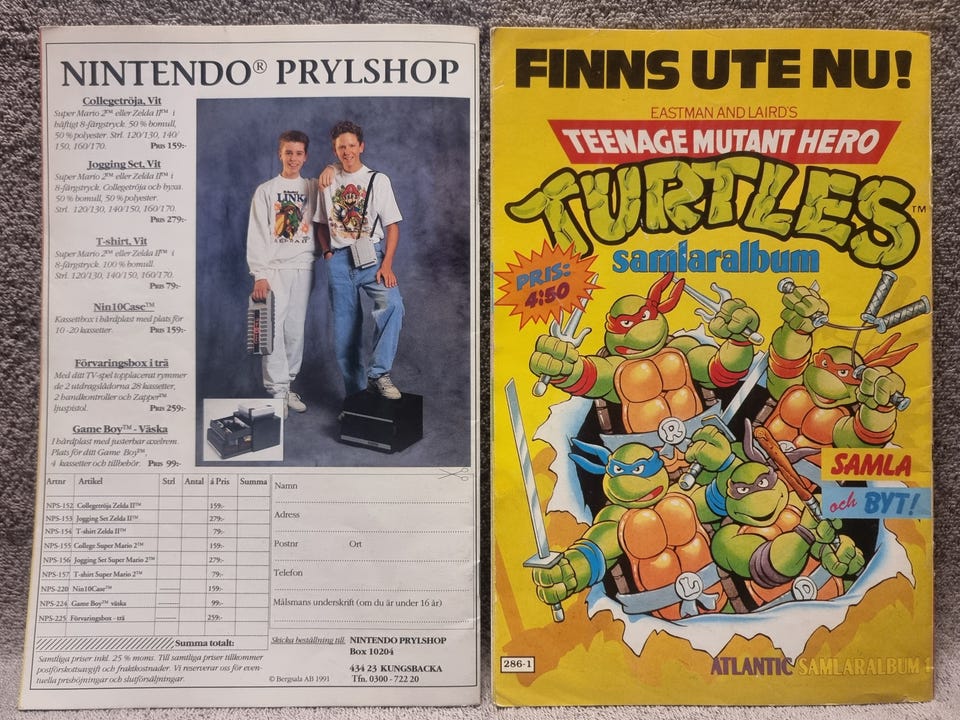 NINTENDO® PRYLSHOP
Collegetröja, Vit
Super Mario 2™ eller Zelda II™ i
häftigt 8-färgstryck. 50 % bomull,
50 % polyester. Strl. 120/130, 140/
150, 160/170. PRIS 159:-
Jogging Set, Vit
Super Mario 2™ eller Zelda II™ i
8-färgstryck. Collegetröja och byxa.
50 % bomull, 50 % polyester.
Strl. 120/130, 140/150, 160/170.
PRIS 279:-
T-shirt, Vit
Super Mario 2™ eller Zelda II™ i
8-färgstryck. 100 % bomull.
Strl. 120/130, 140/150, 160/170.
PRIS 79:-
Nin10Case™
Kassettbox i hårdplast med plats för
10 -20 kassetter. PRIS 159:-
Förvaringsbox i trä
Med ditt TV-spel topplacerat rymmer
de 2 utdragslådorna 28 kassetter,
2 handkontroller och Zapper™
ljuspistol. PRIS 259:-
Game Boy™ - Väska
I hårdplast med justerbar axelrem.
Plats för ditt Game Boy™,
4 kassetter och tillbehör. PRIS 99:-
LINK
Artnr Artikel Strl Antal á Pris Summa
NPS-152 Collegetröja Zelda II™ 159:-
NPS-153 Jogging Set Zelda II™ 279:-
NPS-154 T-shirt Zelda II™ 79:-
NPS-155 College Super Mario 2™ 159:-
NPS-156 Jogging Set Super Mario 2™ 279:-
NPS-157 T-shirt Super Mario 2™ 79:-
NPS-220 Nin10Case™ 159:-
NPS-224 Game Boy™ väska 99:-
NPS-225 Förvaringsbox - trä 259:-
Summa totalt:
Samtliga priser inkl. 25 % moms. Till samtliga priser tillkommer
postförskottsavgift och fraktkostnader. Vi reserverar oss för even-
tuella prishöjningar och slutförsäljningar.
Namn
Adress
Postnr Ort
Telefon
Målsmans underskrift (om du är under 16 år)
Skicka beställning till: NINTENDO PRYLSHOP
Box 10204
434 23 KUNGSBACKA
Tfn. 0300 - 722 20
© Bergsala AB 1991
FINNS UTE NU!
EASTMAN AND LAIRD'S
TEENAGE MUTANT HERO
TURTLES™
samlaralbum
PRIS:
4:50
R
L
D
SAMLA
och BYT!
286-1
ATLANTIC SAMLARALBUM